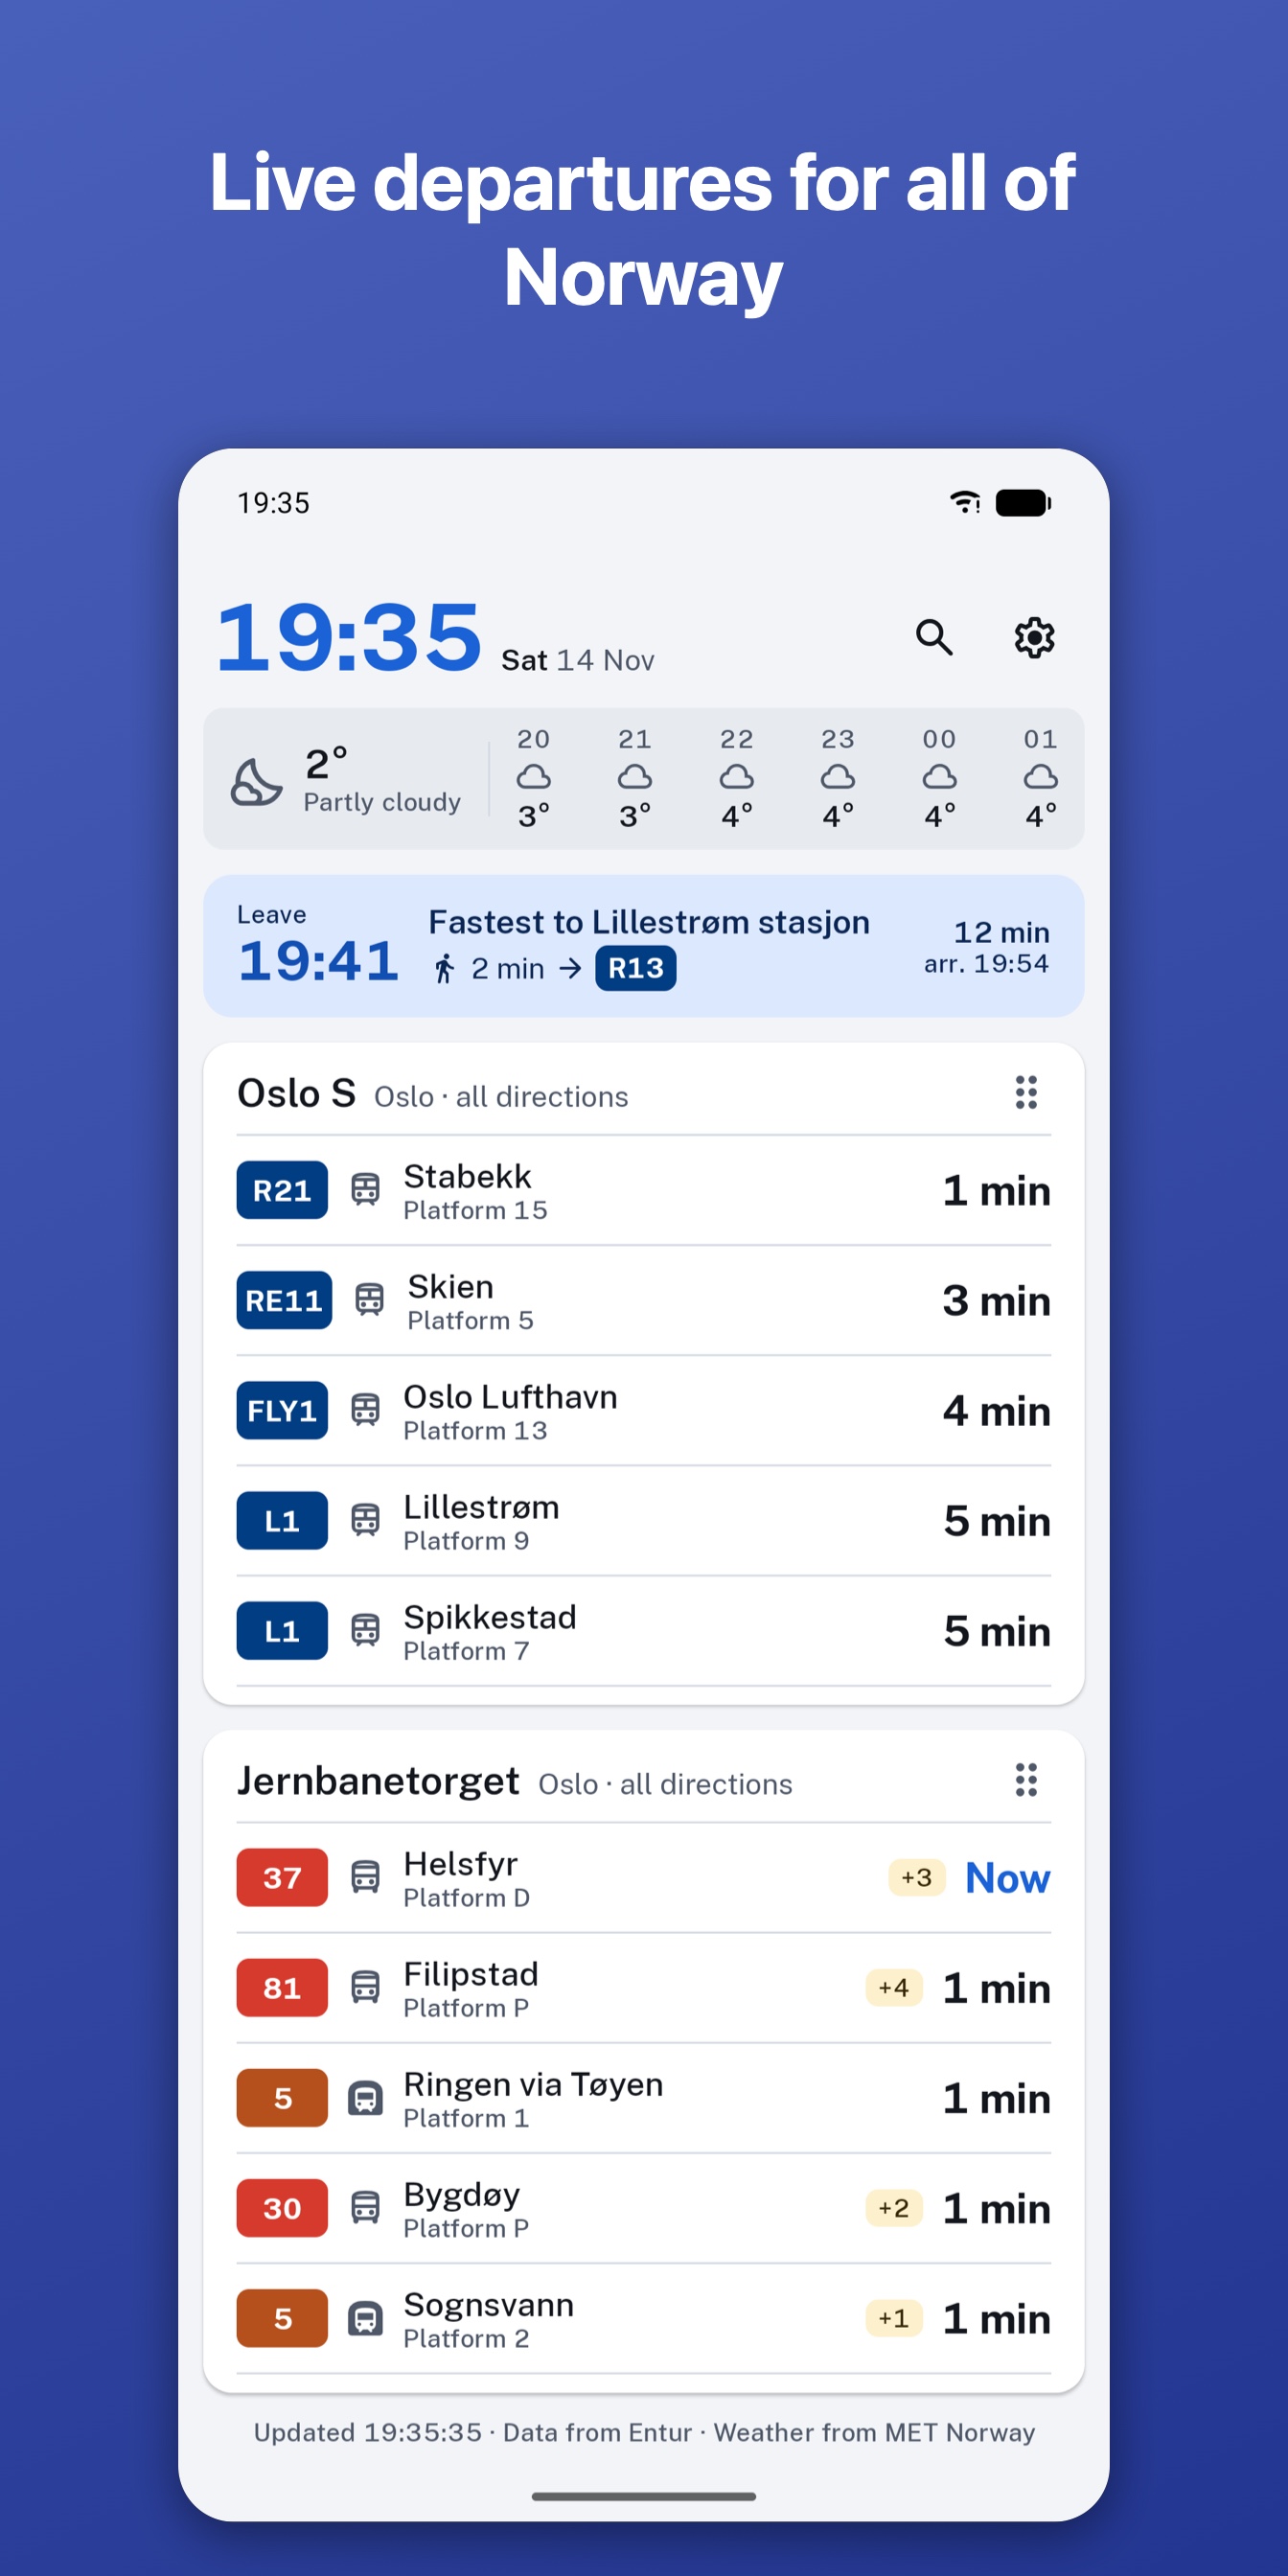 Live departures for all of
Norway
19:35
19:35 Sat 14 Nov
2°
Partly cloudy
20 21 22 23 00 01
3° 3° 4° 4° 4° 4°
Leave
19:41
Fastest to Lillestrøm stasjon
2 min → R13
12 min
arr. 19:54
Oslo S Oslo · all directions
R21 Stabekk 1 min
Platform 15
RE11 Skien 3 min
Platform 5
FLY1 Oslo Lufthavn 4 min
Platform 13
L1 Lillestrøm 5 min
Platform 9
L1 Spikkestad 5 min
Platform 7
Jernbanetorget Oslo · all directions
37 Helsfyr +3 Now
Platform D
81 Filipstad +4 1 min
Platform P
5 Ringen via Tøyen 1 min
Platform 1
30 Bygdøy +2 1 min
Platform P
5 Sognsvann +1 1 min
Platform 2
Updated 19:35:35 · Data from Entur · Weather from MET Norway